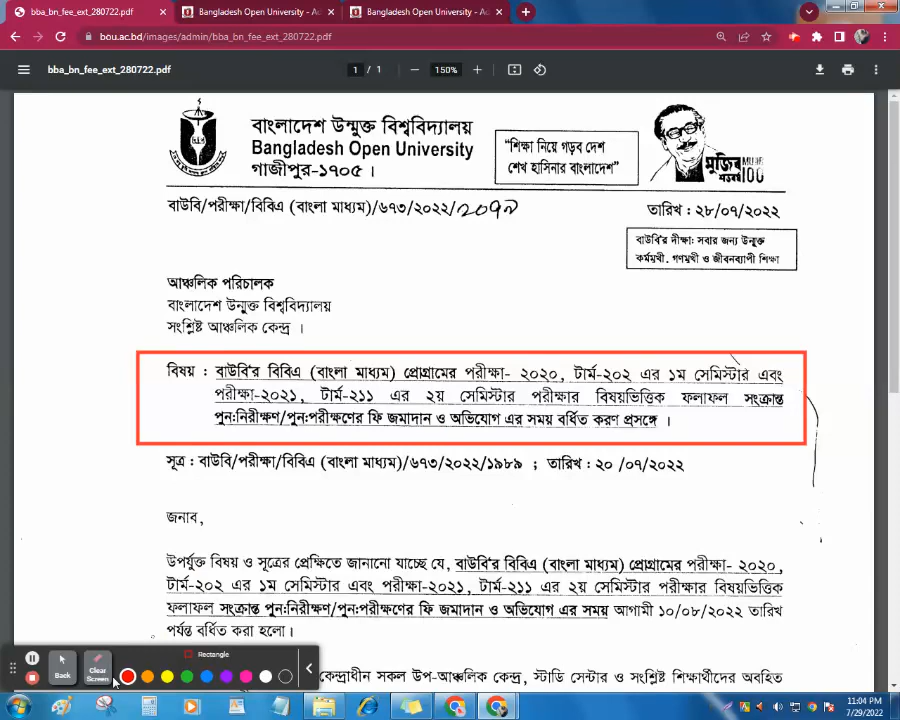 bba_bn_fee_ext_280722.pdf
Bangladesh Open University - Ad
Bangladesh Open University - Ad
bou.ac.bd/images/admin/bba_bn_fee_ext_280722.pdf
bba_bn_fee_ext_280722.pdf
1 / 1
150%
বাংলাদেশ উন্মুক্ত বিশ্ববিদ্যালয়
Bangladesh Open University
গাজীপুর-১৭০৫ ।
“শিক্ষা নিয়ে গড়ব দেশ
শেখ হাসিনার বাংলাদেশ”
মুজিব
শতবর্ষ
100
বাউবি/পরীক্ষা/বিবিএ (বাংলা মাধ্যম)/৬৭৩/২০২২/
তারিখ : ২৮/০৭/২০২২
বাউবি'র দীক্ষা: সবার জন্য উন্মুক্ত
কর্মমুখী, গণমুখী ও জীবনব্যাপী শিক্ষা
আঞ্চলিক পরিচালক
বাংলাদেশ উন্মুক্ত বিশ্ববিদ্যালয়
সংশ্লিষ্ট আঞ্চলিক কেন্দ্র ।
বিষয় : বাউবি'র বিবিএ (বাংলা মাধ্যম) প্রোগ্রামের পরীক্ষা- ২০২০, টার্ম-২০২ এর ১ম সেমিস্টার এবং
পরীক্ষা-২০২১, টার্ম-২১১ এর ২য় সেমিস্টার পরীক্ষার বিষয়ভিত্তিক ফলাফল সংক্রান্ত
পুন:নিরীক্ষণ/পুন:পরীক্ষণের ফি জমাদান ও অভিযোগ এর সময় বর্ধিত করণ প্রসঙ্গে ।
সূত্র : বাউবি/পরীক্ষা/বিবিএ (বাংলা মাধ্যম)/৬৭৩/২০২২/১৯৮৯ ; তারিখ : ২০ /০৭/২০২২
জনাব,
উপর্যুক্ত বিষয় ও সূত্রের প্রেক্ষিতে জানানো যাচ্ছে যে, বাউবি'র বিবিএ (বাংলা মাধ্যম) প্রোগ্রামের পরীক্ষা- ২০২০,
টার্ম-২০২ এর ১ম সেমিস্টার এবং পরীক্ষা-২০২১, টার্ম-২১১ এর ২য় সেমিস্টার পরীক্ষার বিষয়ভিত্তিক
ফলাফল সংক্রান্ত পুন:নিরীক্ষণ/পুন:পরীক্ষণের ফি জমাদান ও অভিযোগ এর সময় আগামী ১০/০৮/২০২২ তারিখ
পর্যন্ত বর্ধিত করা হলো।
কেন্দ্রাধীন সকল উপ-আঞ্চলিক কেন্দ্র, স্টাডি সেন্টার ও সংশ্লিষ্ট শিক্ষার্থীদের অবহিত
Rectangle
Back
Clear
Screen
11:04 PM
7/29/2022